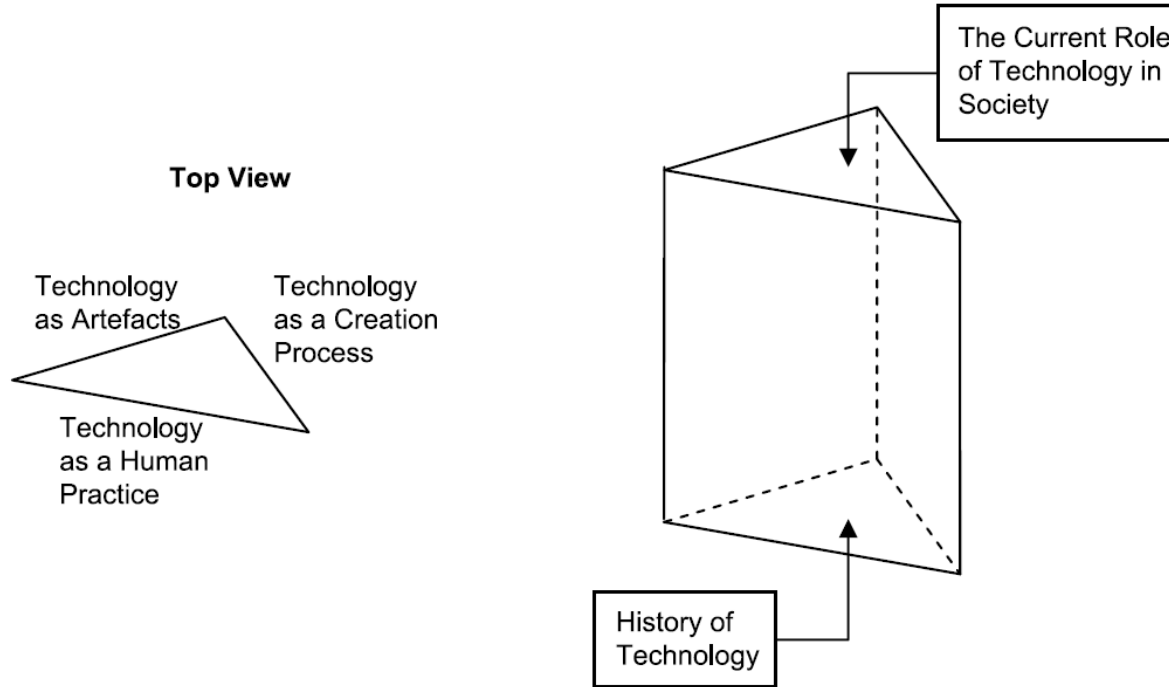 The Current Role
of Technology in
Society
Top View
Technology
as Artefacts
Technology
as a Creation
Process
Technology
as a Human
Practice
History of
Technology